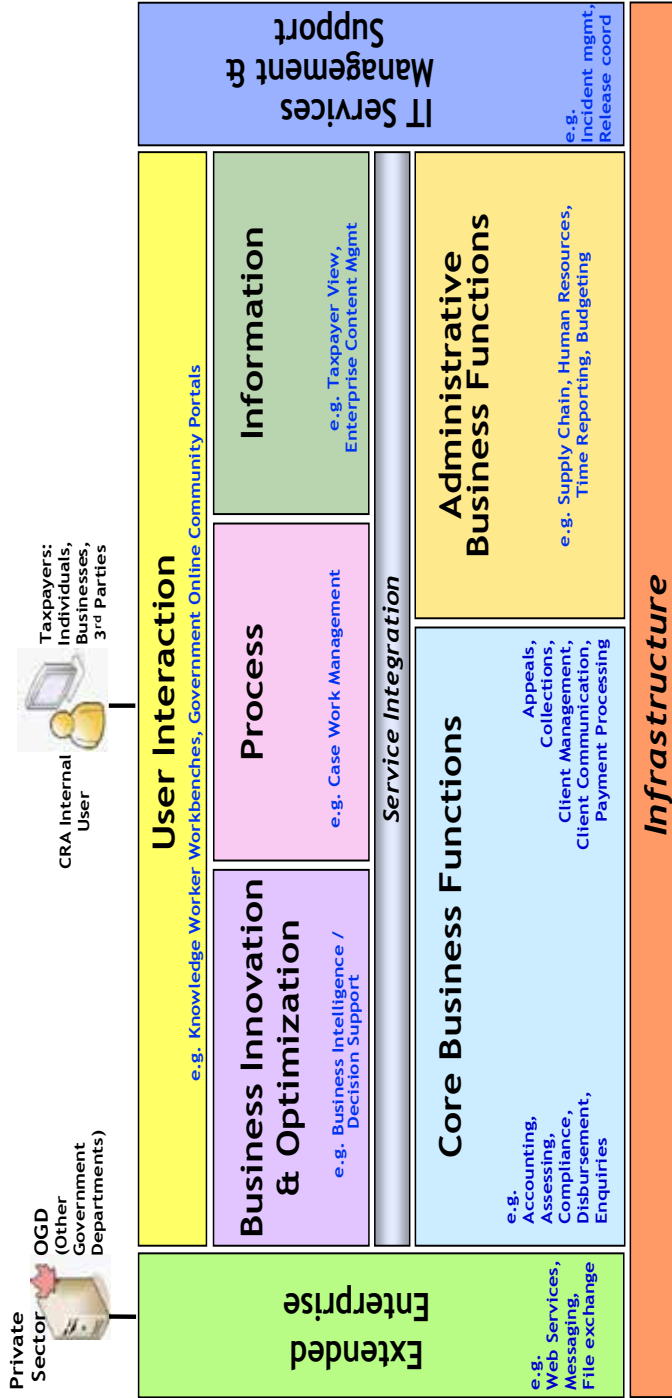 Private
Sector
OGD
(Other
Government
Departments)
CRA Internal
User
Taxpayers:
Individuals,
Businesses,
3rd Parties
Extended
Enterprise
e.g.
Web Services,
Messaging,
File exchange
User Interaction
e.g. Knowledge Worker Workbenches, Government Online Community Portals
Business Innovation
& Optimization
e.g. Business Intelligence /
Decision Support
Process
e.g. Case Work Management
Information
e.g. Taxpayer View,
Enterprise Content Mgmt
Service Integration
Core Business Functions
e.g.
Accounting,
Assessing,
Compliance,
Disbursement,
Enquiries
Appeals,
Collections,
Client Management,
Client Communication,
Payment Processing
Administrative
Business Functions
e.g. Supply Chain, Human Resources,
Time Reporting, Budgeting
IT Services
Management &
Support
e.g.
Incident mgmt,
Release coord
Infrastructure